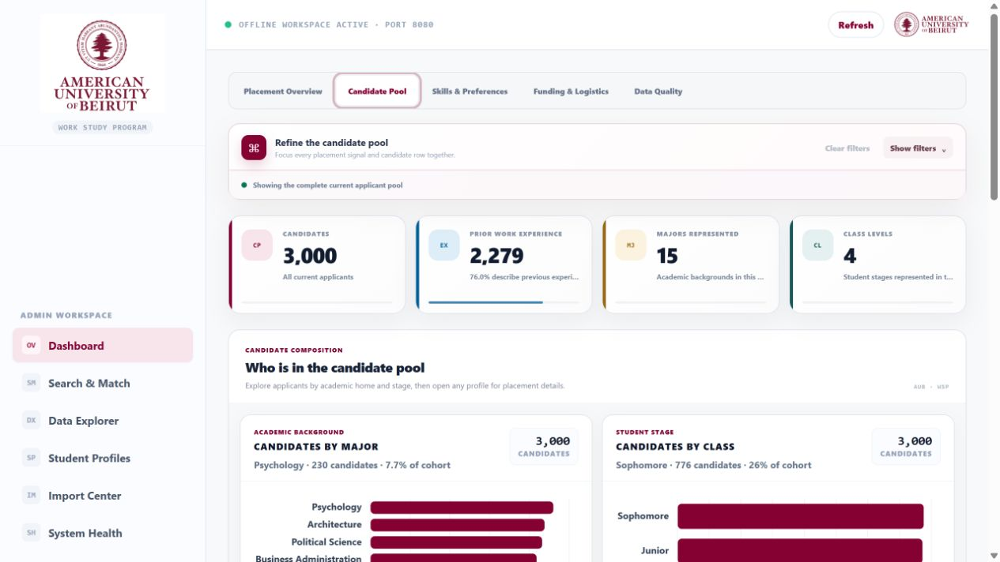 AMERICAN
UNIVERSITY
OF BEIRUT
WORK STUDY PROGRAM
ADMIN WORKSPACE
OV Dashboard
SM Search & Match
DX Data Explorer
SP Student Profiles
IM Import Center
SH System Health
OFFLINE WORKSPACE ACTIVE · PORT 8080
Refresh
AMERICAN
UNIVERSITY
OF BEIRUT
Placement Overview
Candidate Pool
Skills & Preferences
Funding & Logistics
Data Quality
Refine the candidate pool
Focus every placement signal and candidate row together.
Clear filters
Show filters
Showing the complete current applicant pool
CP
CANDIDATES
3,000
All current applicants
EX
PRIOR WORK EXPERIENCE
2,279
76.0% describe previous experi...
MJ
MAJORS REPRESENTED
15
Academic backgrounds in this ...
CL
CLASS LEVELS
4
Student stages represented in t...
CANDIDATE COMPOSITION
Who is in the candidate pool
Explore applicants by academic home and stage, then open any profile for placement details.
AUB · WSP
ACADEMIC BACKGROUND
CANDIDATES BY MAJOR
Psychology · 230 candidates · 7.7% of cohort
3,000
CANDIDATES
Psychology
Architecture
Political Science
Business Administration
STUDENT STAGE
CANDIDATES BY CLASS
Sophomore · 776 candidates · 26% of cohort
3,000
CANDIDATES
Sophomore
Junior